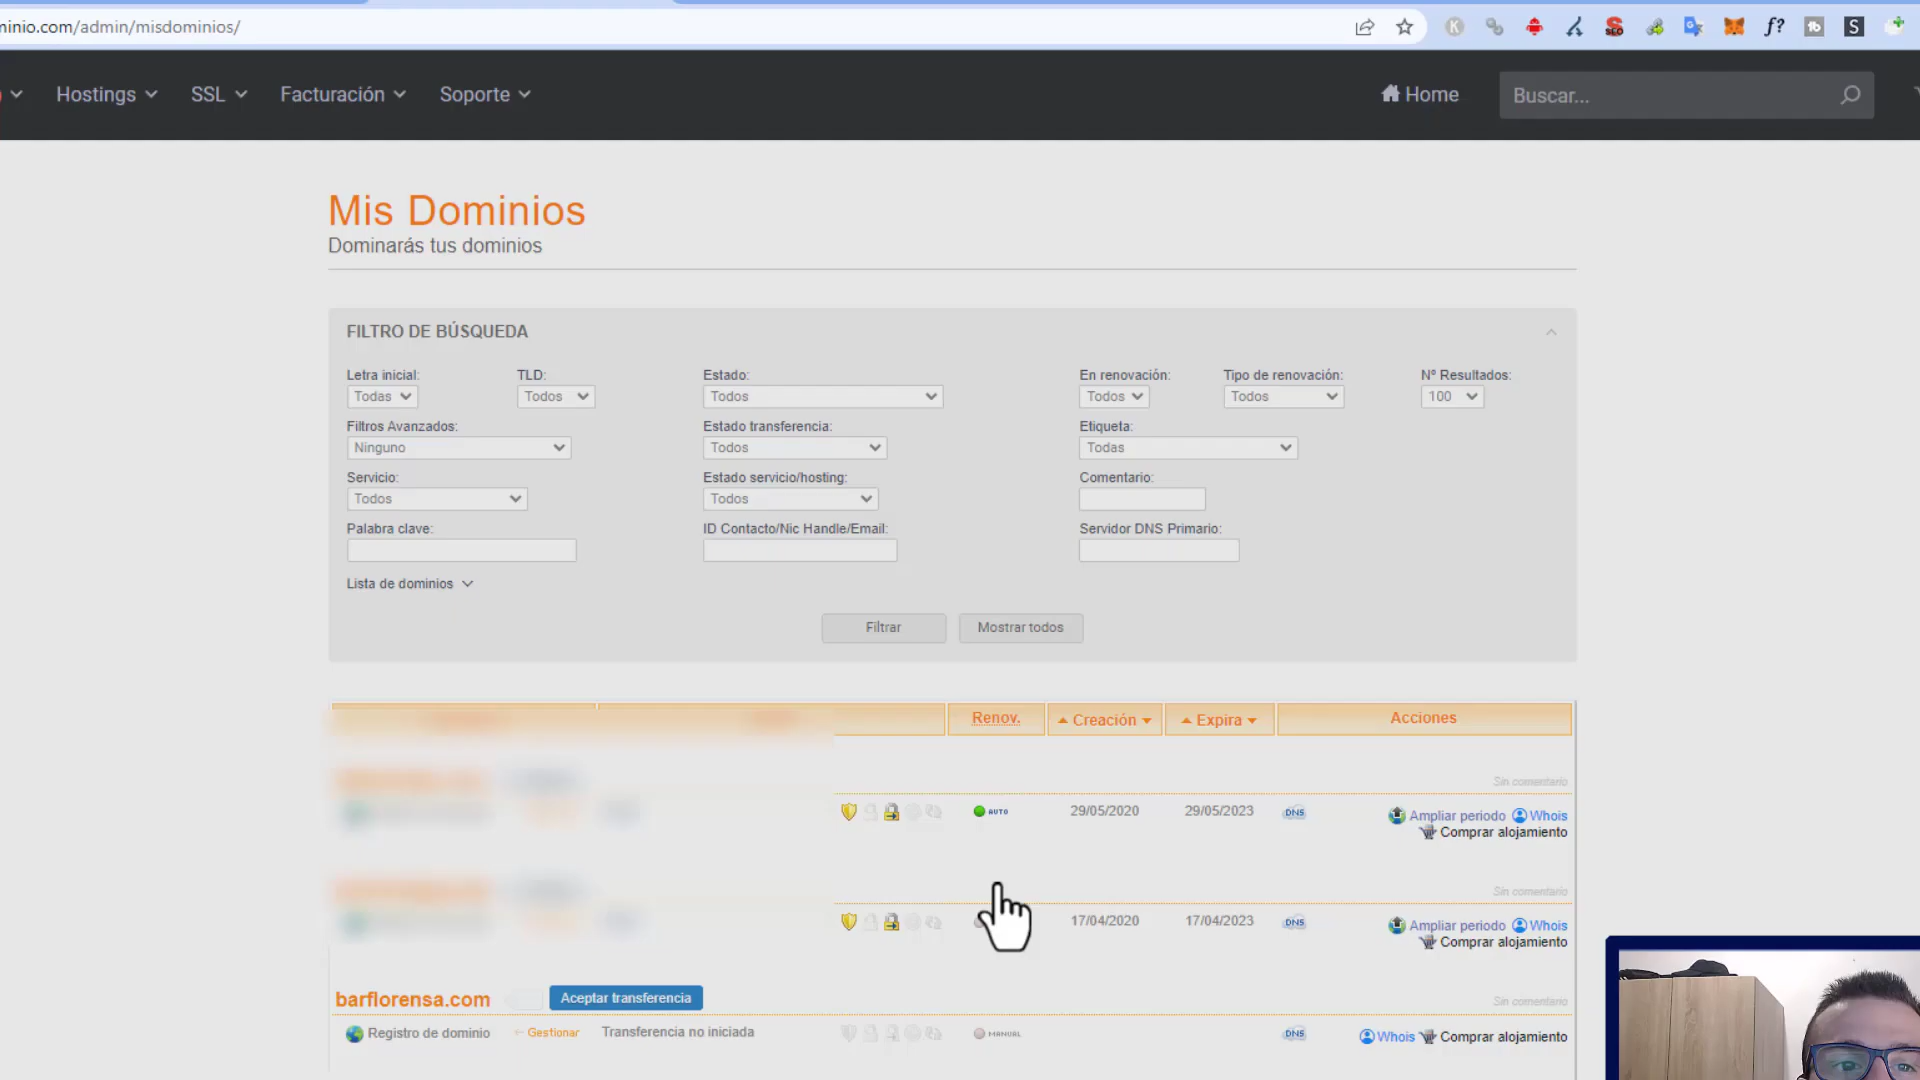 minio.com/admin/misdominios/
Hostings SSL Facturación Soporte Home Buscar...
Mis Dominios
Dominarás tus dominios
FILTRO DE BÚSQUEDA
Letra inicial: TLD: Estado: En renovación: Tipo de renovación: Nº Resultados:
Todas Todos Todos Todos Todos 100
Filtros Avanzados: Estado transferencia: Etiqueta:
Ninguno Todos Todas
Servicio: Estado servicio/hosting: Comentario:
Todos Todos
Palabra clave: ID Contacto/Nic Handle/Email: Servidor DNS Primario:
Lista de dominios
Filtrar Mostrar todos
Renov. Creación Expira Acciones
Sin comentario
AUTO 29/05/2020 29/05/2023 DNS Ampliar periodo Whois
Comprar alojamiento
Sin comentario
17/04/2020 17/04/2023 DNS Ampliar periodo Whois
Comprar alojamiento
barflorensa.com Aceptar transferencia Sin comentario
Registro de dominio Gestionar Transferencia no iniciada MANUAL DNS Whois Comprar alojamiento